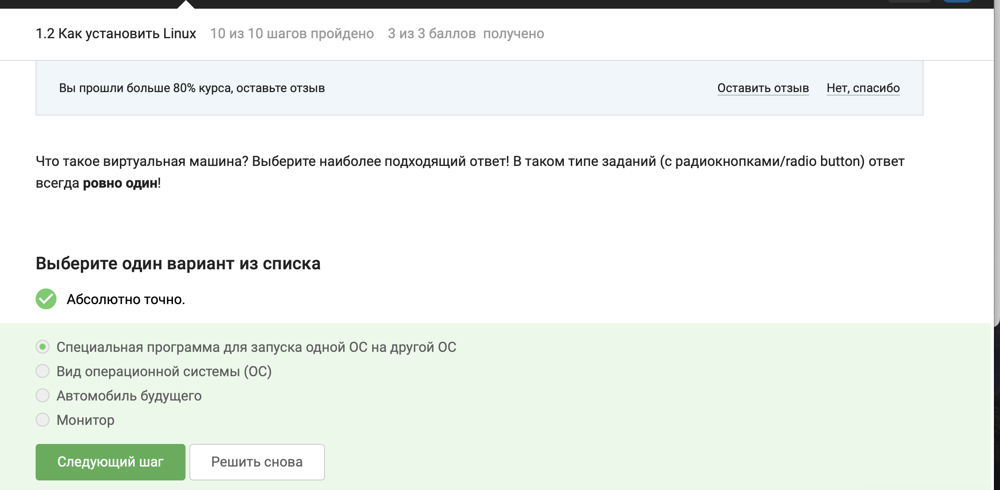 1.2 Как установить Linux 10 из 10 шагов пройдено 3 из 3 баллов получено
Вы прошли больше 80% курса, оставьте отзыв Оставить отзыв Нет, спасибо
Что такое виртуальная машина? Выберите наиболее подходящий ответ! В таком типе заданий (с радиокнопками/radio button) ответ
всегда ровно один!
Выберите один вариант из списка
Абсолютно точно.
Специальная программа для запуска одной ОС на другой ОС
Вид операционной системы (ОС)
Автомобиль будущего
Монитор
Следующий шаг Решить снова